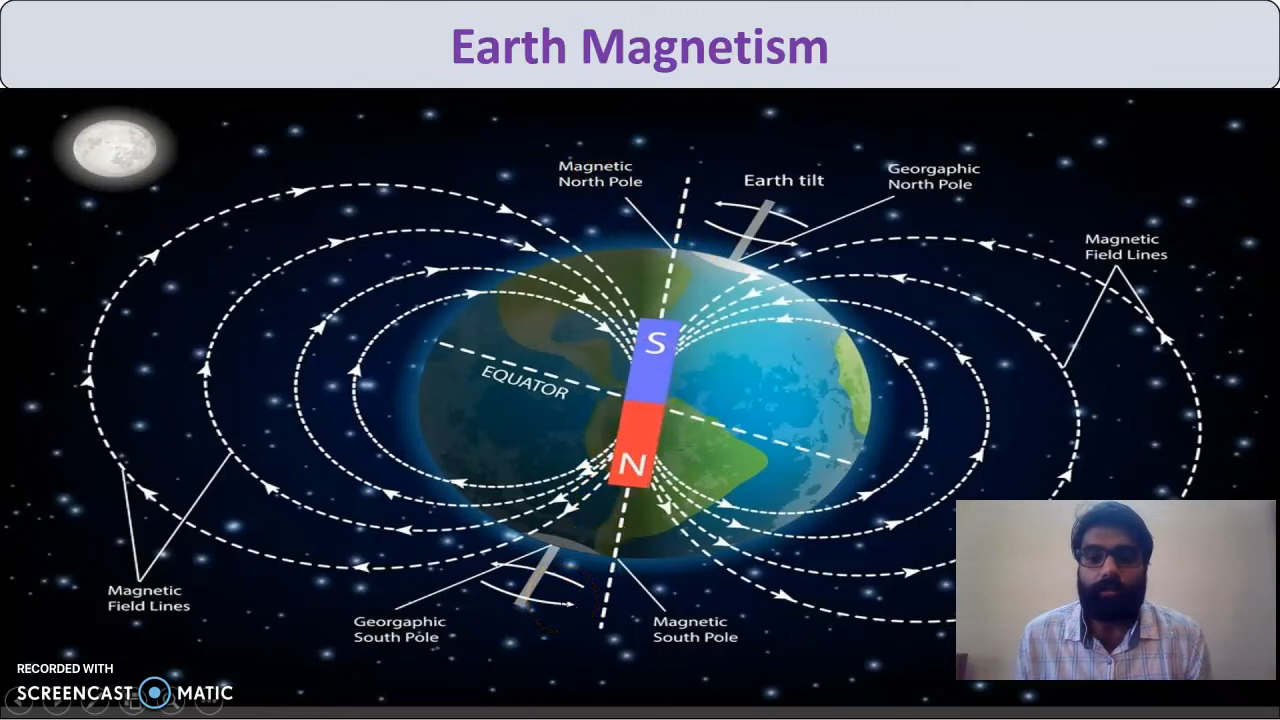 Earth Magnetism
Magnetic
North Pole
Earth tilt
Georgaphic
North Pole
Magnetic
Field Lines
S
EQUATOR
N
Magnetic
Field Lines
Georgaphic
South Pole
Magnetic
South Pole
RECORDED WITH
SCREENCAST MATIC